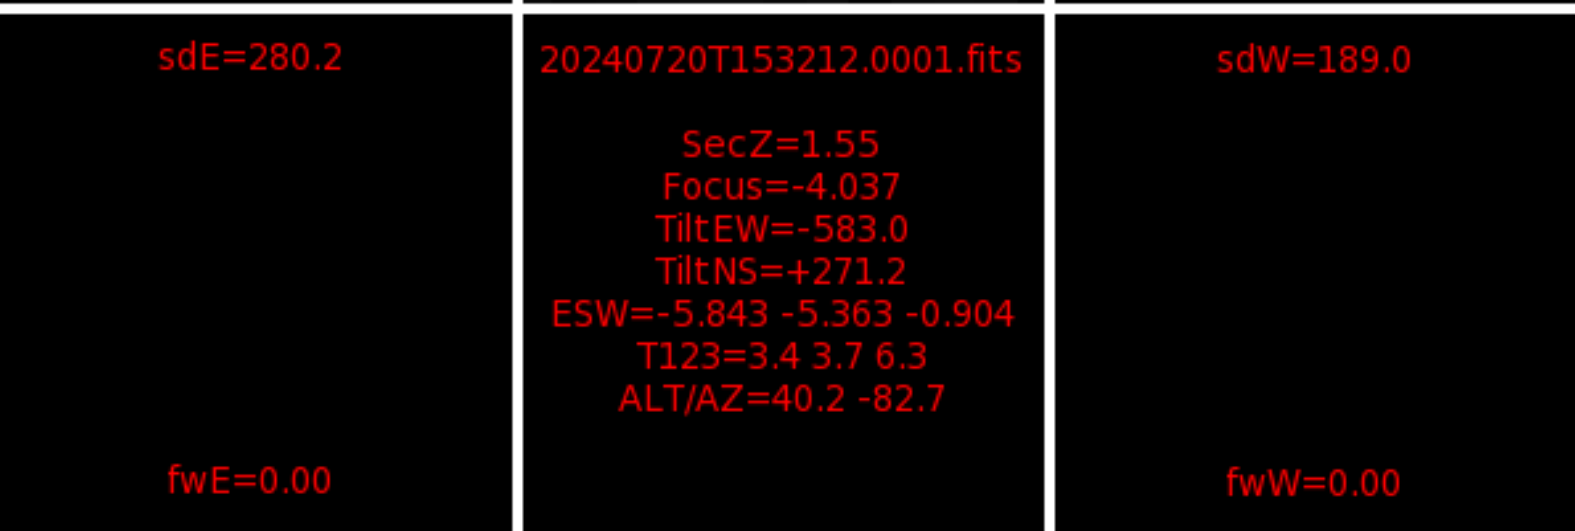 sdE=280.2
fwE=0.00
20240720T153212.0001.fits
SecZ=1.55
Focus=-4.037
TiltEW=-583.0
TiltNS=+271.2
ESW=-5.843 -5.363 -0.904
T123=3.4 3.7 6.3
ALT/AZ=40.2 -82.7
sdW=189.0
fwW=0.00